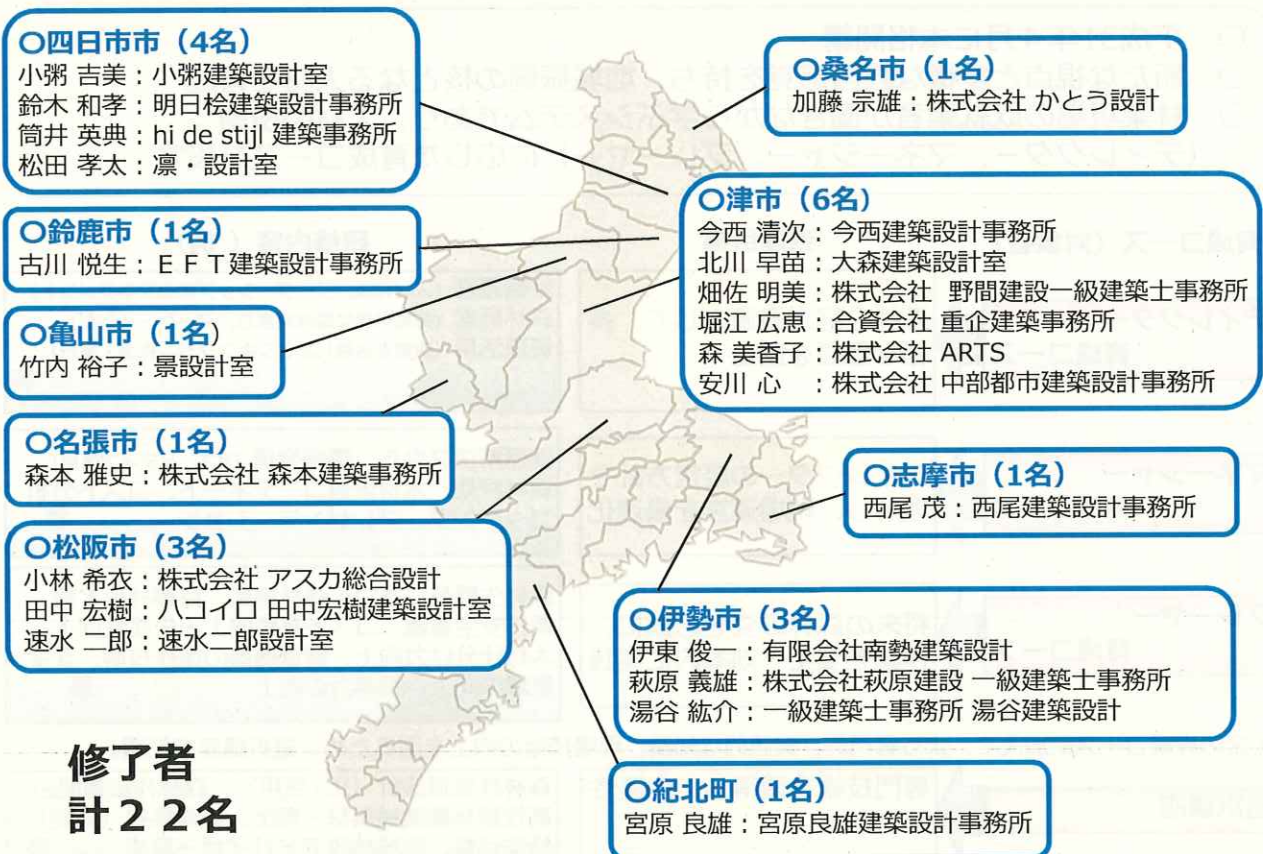 〇四日市市（4名）
小粥 吉美：小粥建築設計室
鈴木 和孝：明日桧建築設計事務所
筒井 英典：hi de stijl 建築事務所
松田 孝太：凛・設計室
〇鈴鹿市（1名）
古川 悦生：ＥＦＴ建築設計事務所
〇亀山市（1名）
竹内 裕子：景設計室
〇名張市（1名）
森本 雅史：株式会社 森本建築事務所
〇松阪市（3名）
小林 希衣：株式会社 アスカ総合設計
田中 宏樹：ハコイロ 田中宏樹建築設計室
速水 二郎：速水二郎設計室
〇桑名市（1名）
加藤 宗雄：株式会社 かとう設計
〇津市（6名）
今西 清次：今西建築設計事務所
北川 早苗：大森建築設計室
畑佐 明美：株式会社 野間建設一級建築士事務所
堀江 広恵：合資会社 重企建築事務所
森 美香子：株式会社 ARTS
安川 心 ：株式会社 中部都市建築設計事務所
〇志摩市（1名）
西尾 茂：西尾建築設計事務所
〇伊勢市（3名）
伊東 俊一：有限会社南勢建築設計
萩原 義雄：株式会社萩原建設 一級建築士事務所
湯谷 紘介：一級建築士事務所 湯谷建築設計
〇紀北町（1名）
宮原 良雄：宮原良雄建築設計事務所
修了者
計２２名